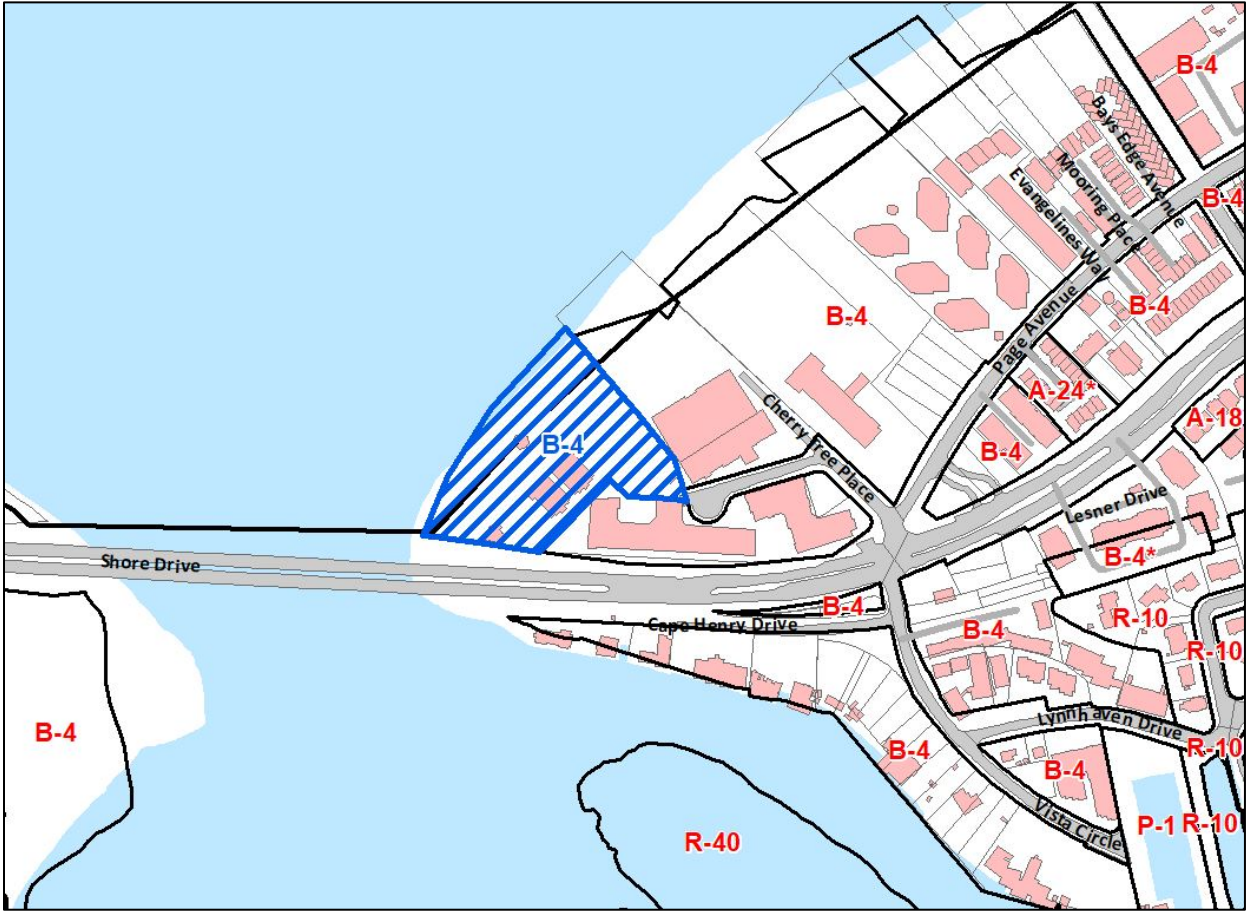 B-4
Bays Edge Avenue
Mooring Place
Evangelines Way
B-4
B-4
B-4
Page Avenue
A-24*
Cherry Tree Place
A-18
B-4
B-4
Lesner Drive
Shore Drive
B-4*
B-4
Cape Henry Drive
B-4
R-10
R-10
Lynnhaven Drive
B-4
B-4
R-10
B-4
Vista Circle
P-1
R-10
R-40